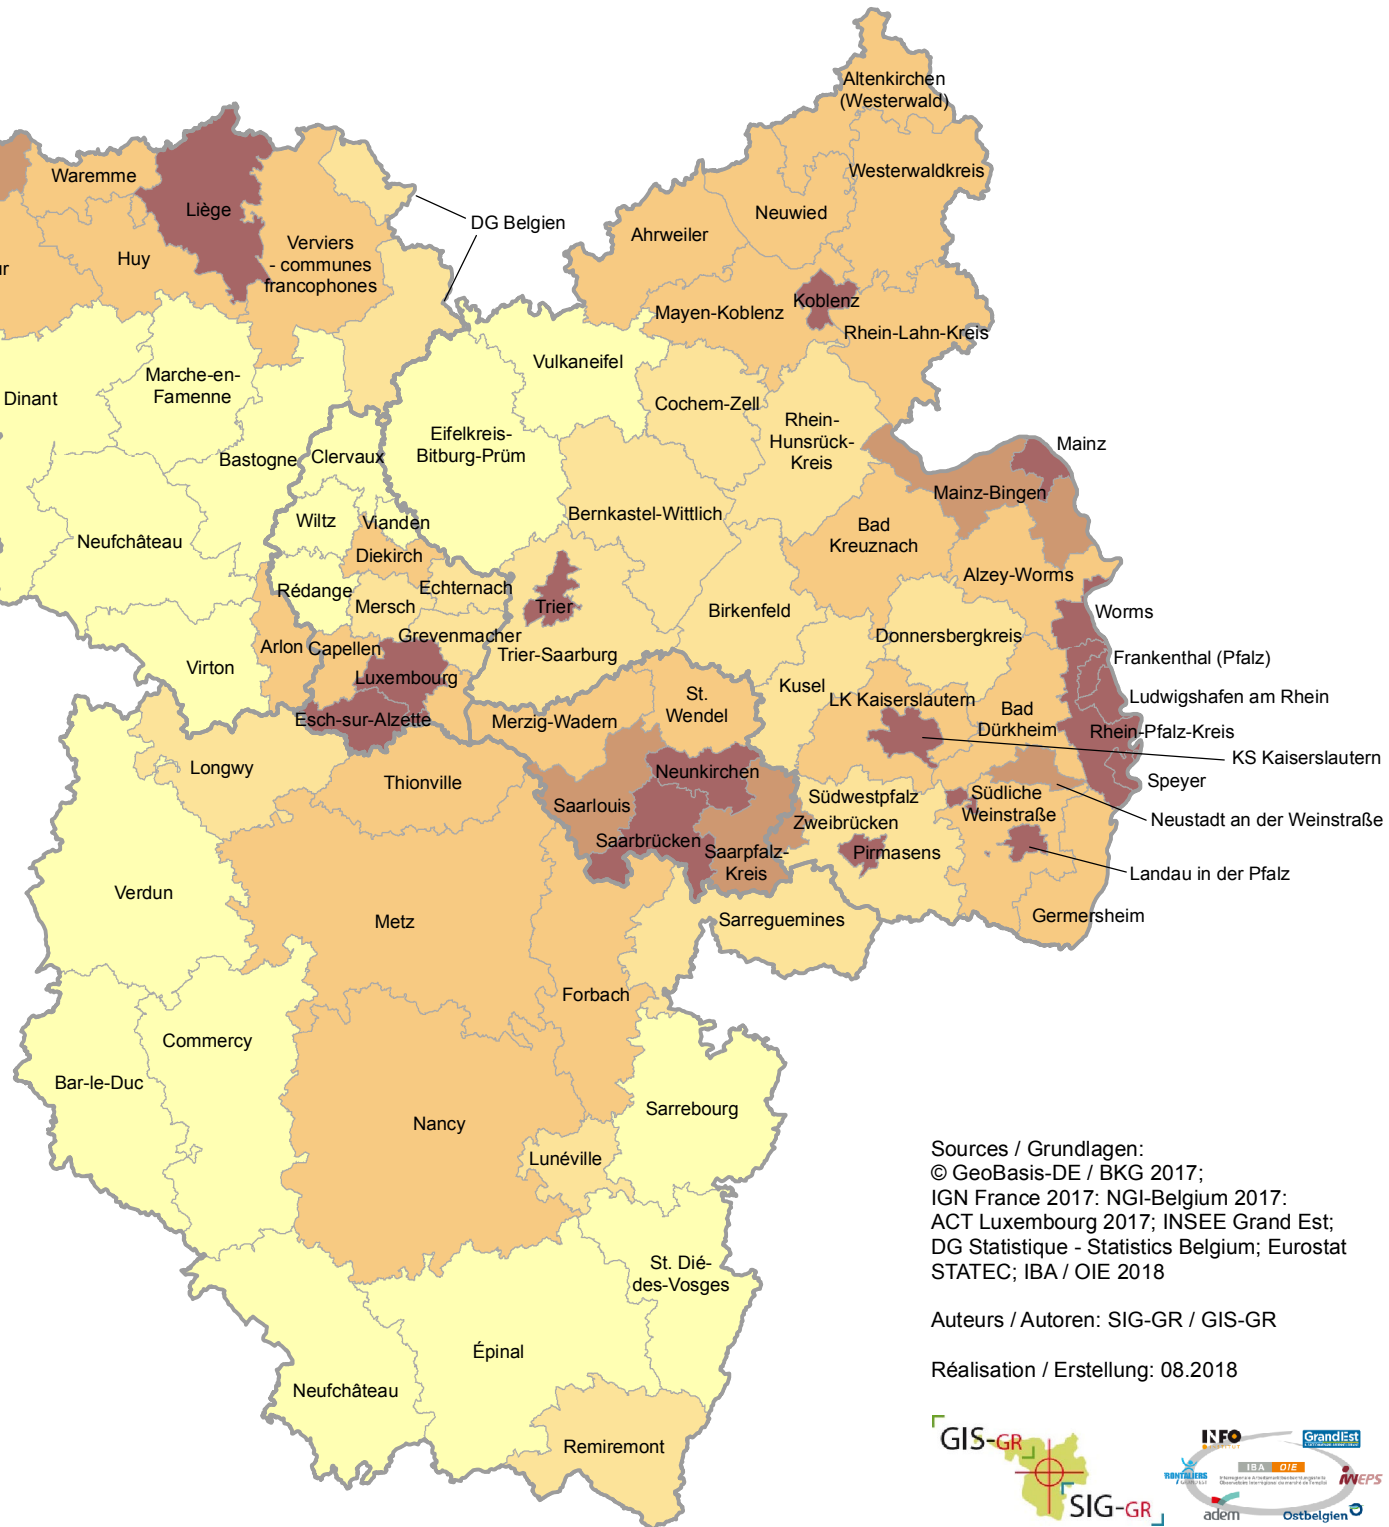 Altenkirchen
(Westerwald)
Waremme
Westerwaldkreis
Liège
Neuwied
DG Belgien
Ahrweiler
Verviers
- communes
francophones
Huy
ur
Koblenz
Mayen-Koblenz
Rhein-Lahn-Kreis
Vulkaneifel
Marche-en-
Famenne
Dinant
Cochem-Zell
Rhein-
Hunsrück-
Kreis
Eifelkreis-
Bitburg-Prüm
Mainz
Bastogne
Clervaux
Mainz-Bingen
Wiltz
Vianden
Bernkastel-Wittlich
Bad
Kreuznach
Neufchâteau
Diekirch
Alzey-Worms
Rédange
Echternach
Mersch
Trier
Birkenfeld
Worms
Grevenmacher
Donnersbergkreis
Arlon
Capellen
Trier-Saarburg
Frankenthal (Pfalz)
Virton
Luxembourg
Kusel
St.
Wendel
LK Kaiserslautern
Ludwigshafen am Rhein
Esch-sur-Alzette
Merzig-Wadern
Bad
Dürkheim
Rhein-Pfalz-Kreis
KS Kaiserslautern
Longwy
Thionville
Neunkirchen
Speyer
Saarlouis
Südwestpfalz
Südliche
Weinstraße
Zweibrücken
Neustadt an der Weinstraße
Saarbrücken
Saarpfalz-
Kreis
Pirmasens
Landau in der Pfalz
Verdun
Metz
Sarreguemines
Germersheim
Forbach
Commercy
Bar-le-Duc
Sarrebourg
Nancy
Lunéville
St. Dié-
des-Vosges
Épinal
Neufchâteau
Remiremont
Sources / Grundlagen:
© GeoBasis-DE / BKG 2017;
IGN France 2017: NGI-Belgium 2017:
ACT Luxembourg 2017; INSEE Grand Est;
DG Statistique - Statistics Belgium; Eurostat
STATEC; IBA / OIE 2018
Auteurs / Autoren: SIG-GR / GIS-GR
Réalisation / Erstellung: 08.2018
GIS-GR
SIG-GR
INFO
INSTITUT
GrandEst
FRONTALIERS
IBA OIE
IWEPS
adem
Ostbelgien